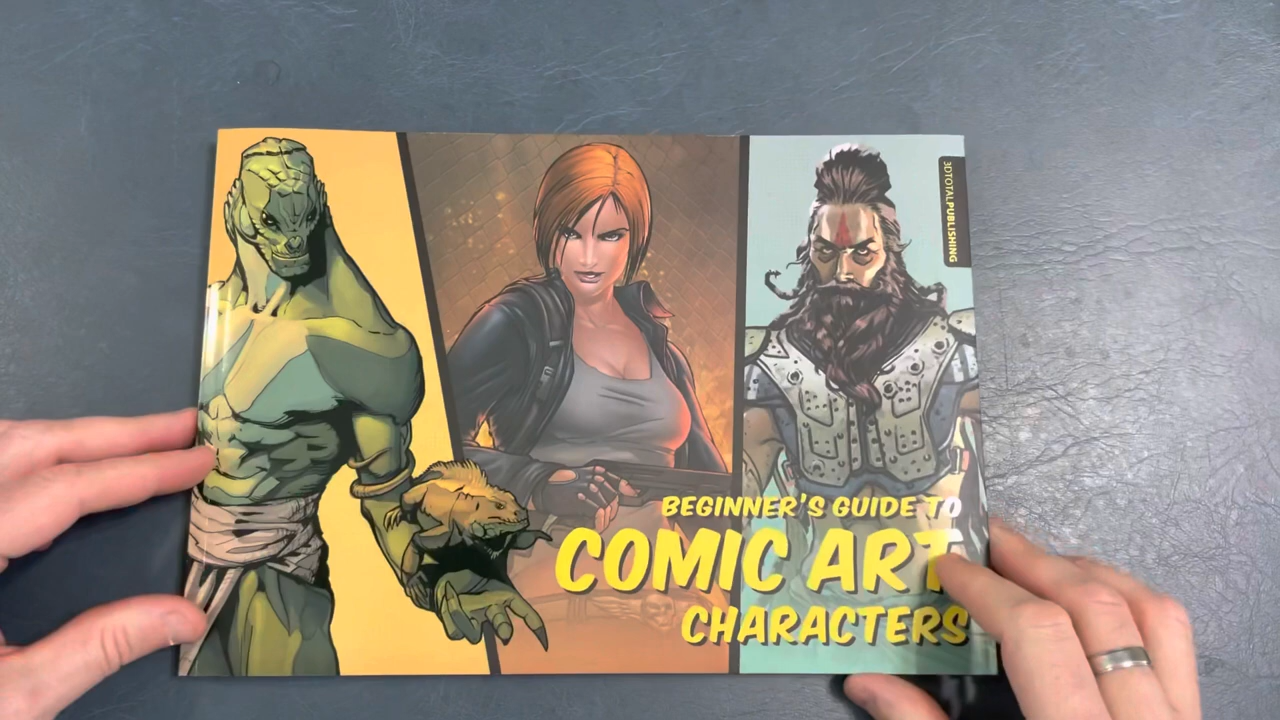 3DTOTALPUBLISHING
BEGINNER'S GUIDE TO
COMIC ART
CHARACTERS